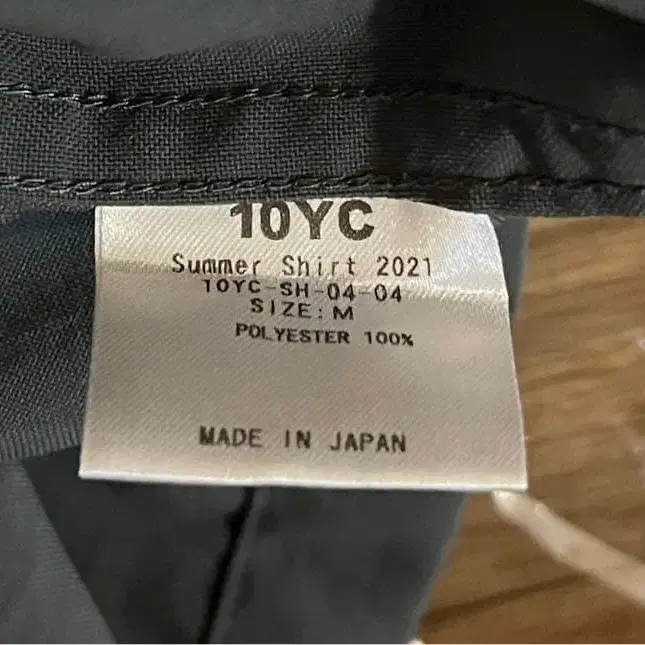 10YC
Summer Shirt 2021
10YC-SH-04-04
SIZE:M
POLYESTER 100%
MADE IN JAPAN